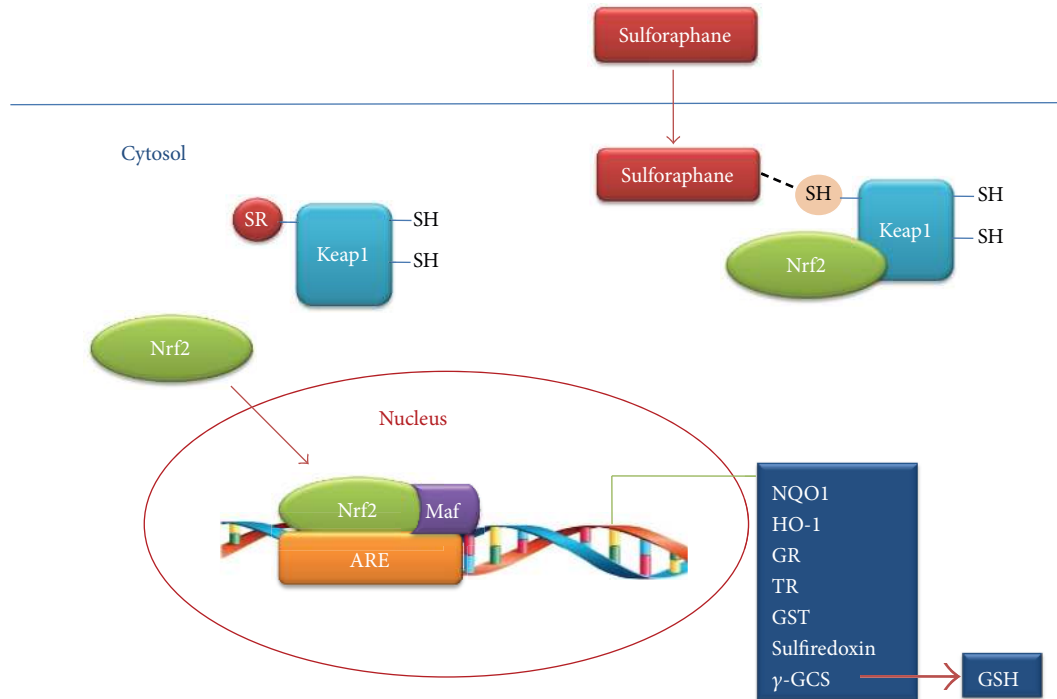 Sulforaphane
Cytosol
Sulforaphane
SH
SH
Keap1
SH
Nrf2
SR
SH
Keap1
SH
Nrf2
Nucleus
Nrf2
Maf
ARE
NQO1
HO-1
GR
TR
GST
Sulfiredoxin
γ-GCS
GSH